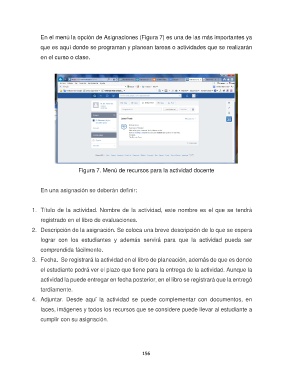 En el menú la opción de Asignaciones (Figura 7) es una de las más importantes ya
que es aquí donde se programan y planean tareas o actividades que se realizarán
en el curso o clase.
Figura 7. Menú de recursos para la actividad docente
En una asignación se deberán definir:
1. Título de la actividad. Nombre de la actividad, este nombre es el que se tendrá
registrado en el libro de evaluaciones.
2. Descripción de la asignación. Se coloca una breve descripción de lo que se espera
lograr con los estudiantes y además servirá para que la actividad pueda ser
comprendida fácilmente.
3. Fecha. Se registrará la actividad en el libro de planeación, además de que es donde
el estudiante podrá ver el plazo que tiene para la entrega de la actividad. Aunque la
actividad la puede entregar en fecha posterior, en el libro se registrará que la entregó
tardíamente.
4. Adjuntar. Desde aquí la actividad se puede complementar con documentos, en
laces, imágenes y todos los recursos que se considere puede llevar al estudiante a
cumplir con su asignación.
156